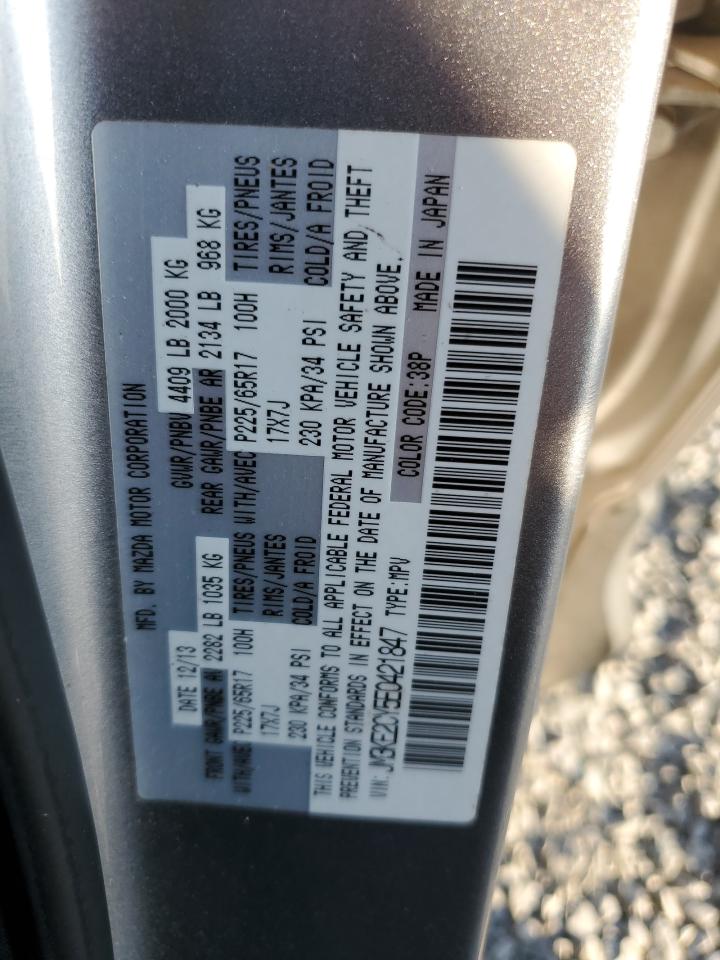 MFD. BY MAZDA MOTOR CORPORATION
DATE 12/13 GVWR/PNBV 4409 LB 2000 KG
FRONT GAWR/PNBE AV 2282 LB 1035 KG REAR GAWR/PNBE AR 2134 LB 968 KG
WITH/AVEC P225/65R17 100H TIRES/PNEUS WITH/AVEC P225/65R17 100H TIRES/PNEUS
17X7J RIMS/JANTES 17X7J RIMS/JANTES
230 KPA/34 PSI COLD/A FROID 230 KPA/34 PSI COLD/A FROID
THIS VEHICLE CONFORMS TO ALL APPLICABLE FEDERAL MOTOR VEHICLE SAFETY AND THEFT
PREVENTION STANDARDS IN EFFECT ON THE DATE OF MANUFACTURE SHOWN ABOVE.
VIN: JM3KE2CY5E0421847 TYPE:MPV COLOR CODE:38P MADE IN JAPAN